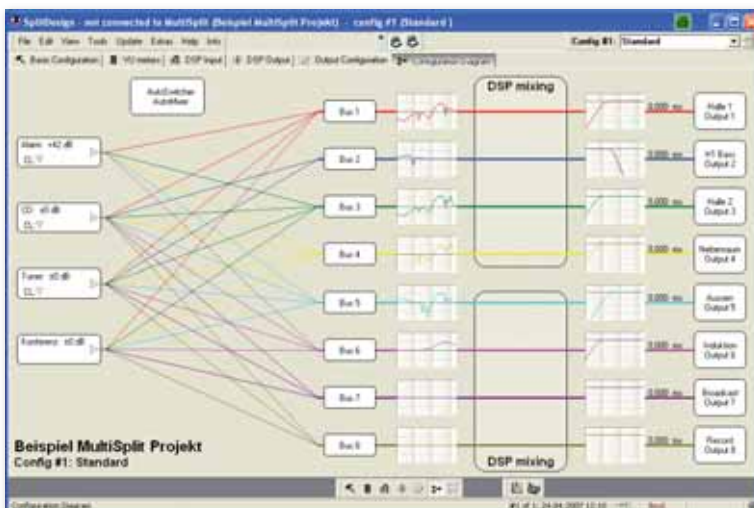 SplitDesign - not connected to MultiSplit (Beispiel MultiSplit Projekt) - config #1 (Standard )
File Edit View Tools Update Extras Help Info
Config #1: Standard
Basic Configuration VU meters DSP Input DSP Output Output Configuration Configuration Diagram
AutoSwitcher
AutoMixer
DSP mixing
Alarm +42 dB
CD ±0 dB
Tuner ±0 dB
Konferenz ±0 dB
Bus 1
Bus 2
Bus 3
Bus 4
Bus 5
Bus 6
Bus 7
Bus 8
0,000 ms
Halle 1
Output 1
0,000 ms
H1 Bass
Output 2
0,000 ms
Halle 2
Output 3
0,000 ms
Nebenraum
Output 4
0,000 ms
Aussen
Output 5
0,000 ms
Induktion
Output 6
0,000 ms
Broadcast
Output 7
0,000 ms
Record
Output 8
Beispiel MultiSplit Projekt
Config #1: Standard
DSP mixing
Configuration Diagram